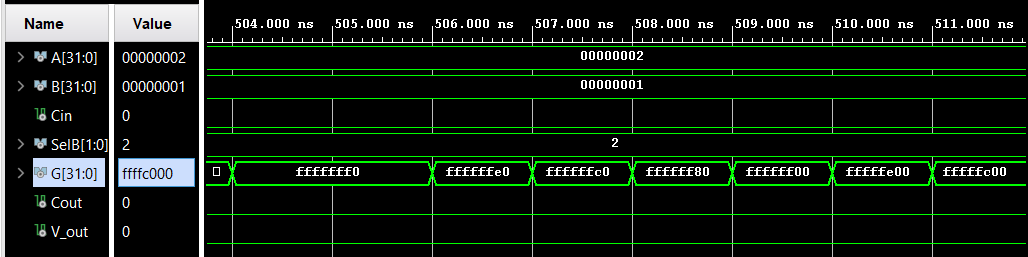 Name Value 504.000 ns 505.000 ns 506.000 ns 507.000 ns 508.000 ns 509.000 ns 510.000 ns 511.000 ns
A[31:0] 00000002 00000002
B[31:0] 00000001 00000001
Cin 0
SelB[1:0] 2 2
G[31:0] ffffc000 fffffff0 ffffffe0 ffffffc0 ffffff80 ffffff00 fffffe00 fffffc00
Cout 0
V_out 0